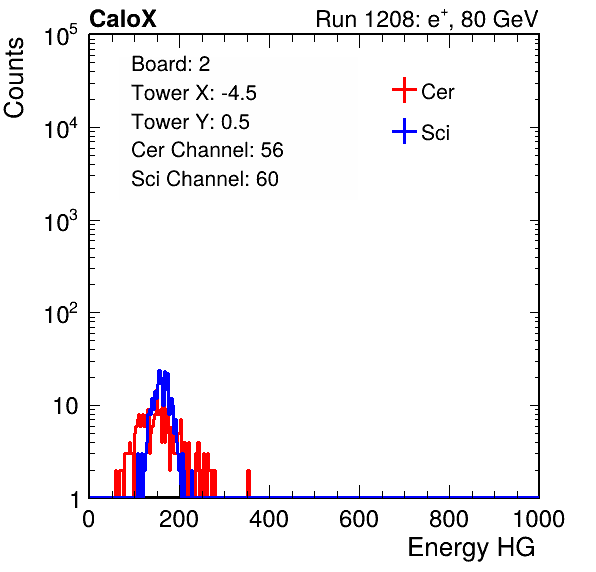 CaloX Run 1208: e⁺, 80 GeV
Counts
10⁵
10⁴
10³
10²
10
1
Board: 2
Tower X: -4.5
Tower Y: 0.5
Cer Channel: 56
Sci Channel: 60
Cer
Sci
0 200 400 600 800 1000
Energy HG